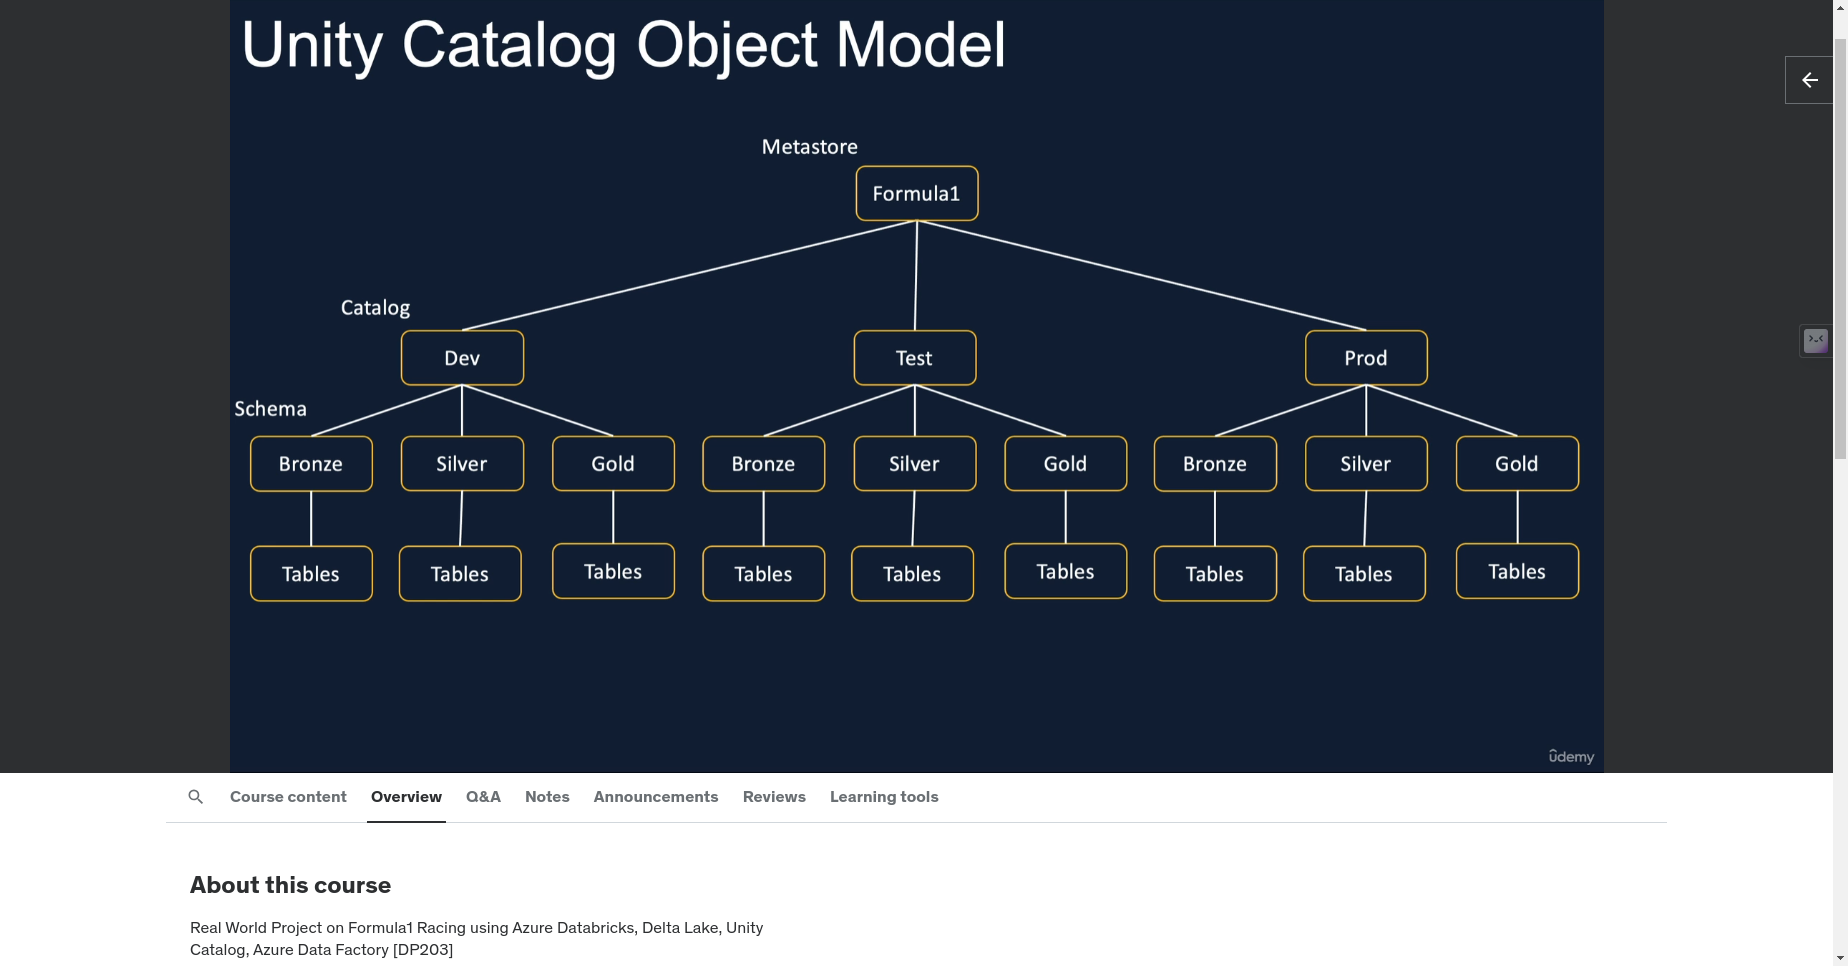 Unity Catalog Object Model
Metastore
Formula1
Catalog
Dev Test Prod
Schema
Bronze Silver Gold Bronze Silver Gold Bronze Silver Gold
Tables Tables Tables Tables Tables Tables Tables Tables Tables
ûdemy
Course content Overview Q&A Notes Announcements Reviews Learning tools
About this course
Real World Project on Formula1 Racing using Azure Databricks, Delta Lake, Unity
Catalog, Azure Data Factory [DP203]